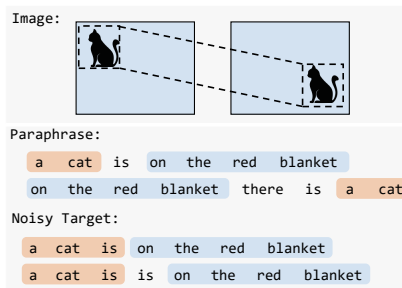 Image:
Paraphrase:
a cat is on the red blanket
on the red blanket there is a cat
Noisy Target:
a cat is on the red blanket
a cat is is on the red blanket